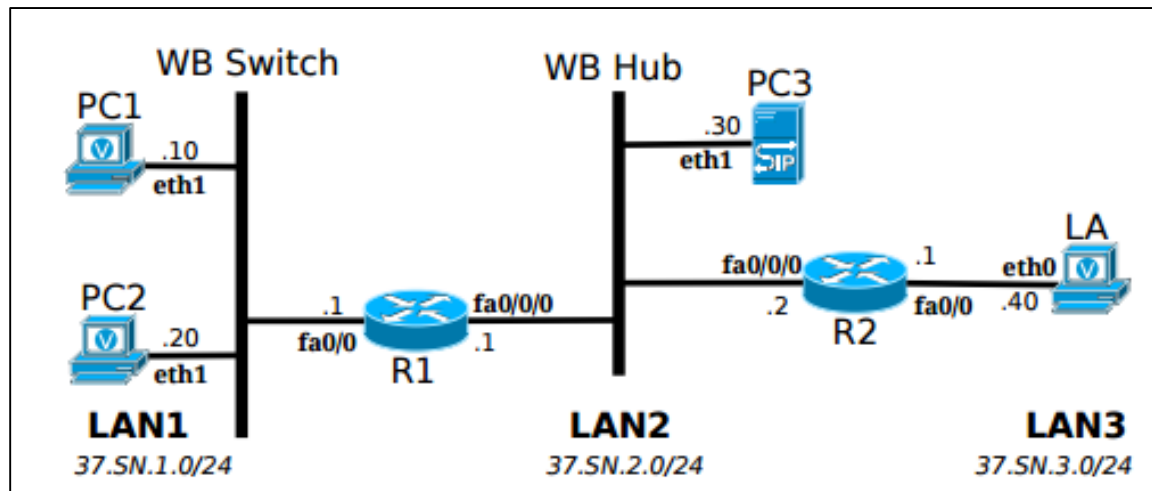 WB Switch
WB Hub
PC1
PC3
.10
eth1
.30
eth1
SIP
V
LA
PC2
.1
fa0/0
fa0/0/0
.1
R1
fa0/0/0
.2
.1
fa0/0
R2
eth0
.40
V
.20
eth1
V
LAN1
LAN2
LAN3
37.SN.1.0/24
37.SN.2.0/24
37.SN.3.0/24